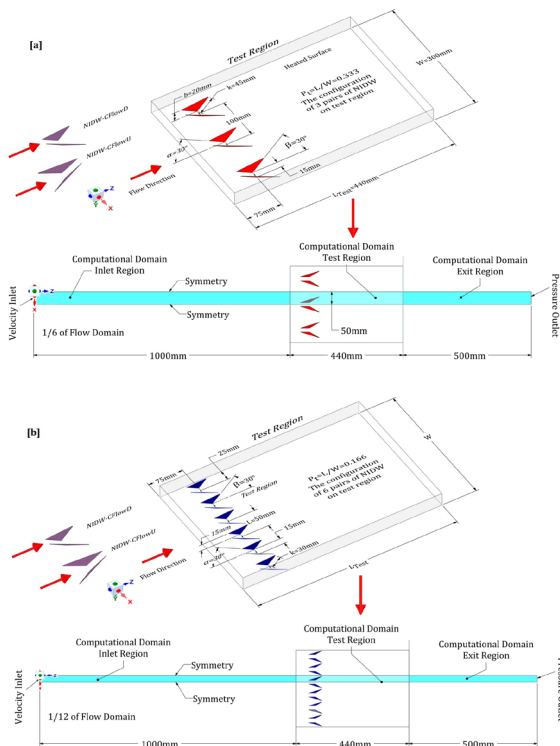 [a]
Test Region
Heated Surface
W=300mm
Pt=L/W=0.333
The configuration
of 3 pairs of NIDW
on test region
b=20mm
k=45mm
100mm
α=30°
β=30°
15mm
NIDW-CFlowD
NIDW-CFlowU
Flow Direction
75mm
LTest=440mm
Z
X
Y
Computational Domain
Inlet Region
Symmetry
Symmetry
Computational Domain
Test Region
Computational Domain
Exit Region
Velocity Inlet
Pressure Outlet
1/6 of Flow Domain
50mm
1000mm
440mm
500mm
[b]
Test Region
25mm
75mm
β=30°
Test Region
W
Pt=L/W=0.166
The configuration
of 6 pairs of NIDW
on test region
L=50mm
15mm
15mm
α=30°
k=30mm
NIDW-CFlowD
NIDW-CFlowU
Flow Direction
LTest
Z
X
Y
Computational Domain
Inlet Region
Symmetry
Symmetry
Computational Domain
Test Region
Computational Domain
Exit Region
Velocity Inlet
1/12 of Flow Domain
1000mm
440mm
500mm